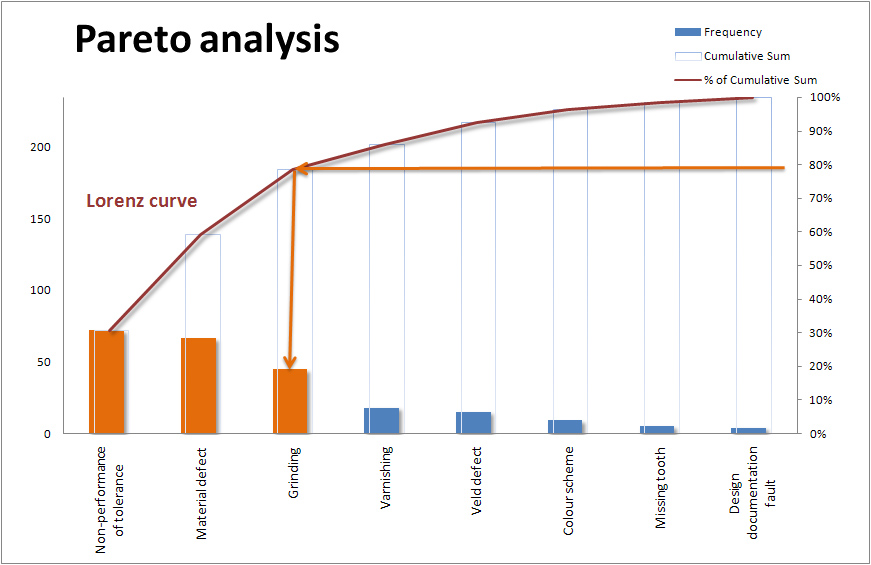 Pareto analysis
Frequency
Cumulative Sum
% of Cumulative Sum
Lorenz curve
200
150
100
50
0
100%
90%
80%
70%
60%
50%
40%
30%
20%
10%
0%
Non-performance
of tolerance
Material defect
Grinding
Varnishing
Veld defect
Colour scheme
Missing tooth
Design
documentation
fault